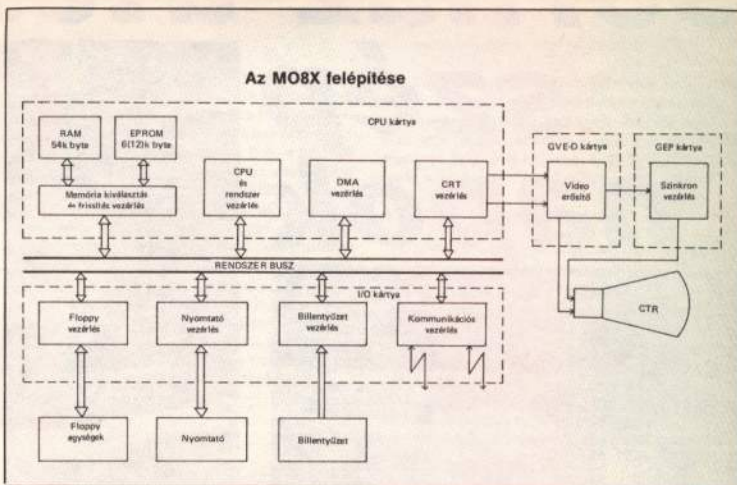 Az MO8X felépítése
CPU kártya
RAM
54k byte
EPROM
6(12)k byte
Memória kiválasztás
és frissítés vezérlés
CPU
és
rendszer
vezérlés
DMA
vezérlés
CRT
vezérlés
GVE-D kártya
Video
erősítő
GEP kártya
Szinkron
vezérlés
RENDSZER BUSZ
I/O kártya
Floppy
vezérlés
Nyomtató
vezérlés
Billentyűzet
vezérlés
Kommunikációs
vezérlés
CTR
Floppy
egységek
Nyomtató
Billentyűzet